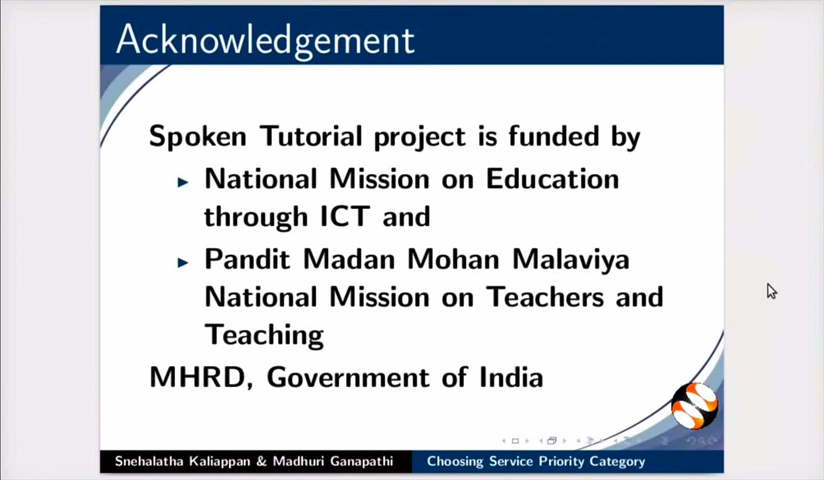 Acknowledgement
Spoken Tutorial project is funded by
National Mission on Education
through ICT and
Pandit Madan Mohan Malaviya
National Mission on Teachers and
Teaching
MHRD, Government of India
Snehalatha Kaliappan & Madhuri Ganapathi
Choosing Service Priority Category